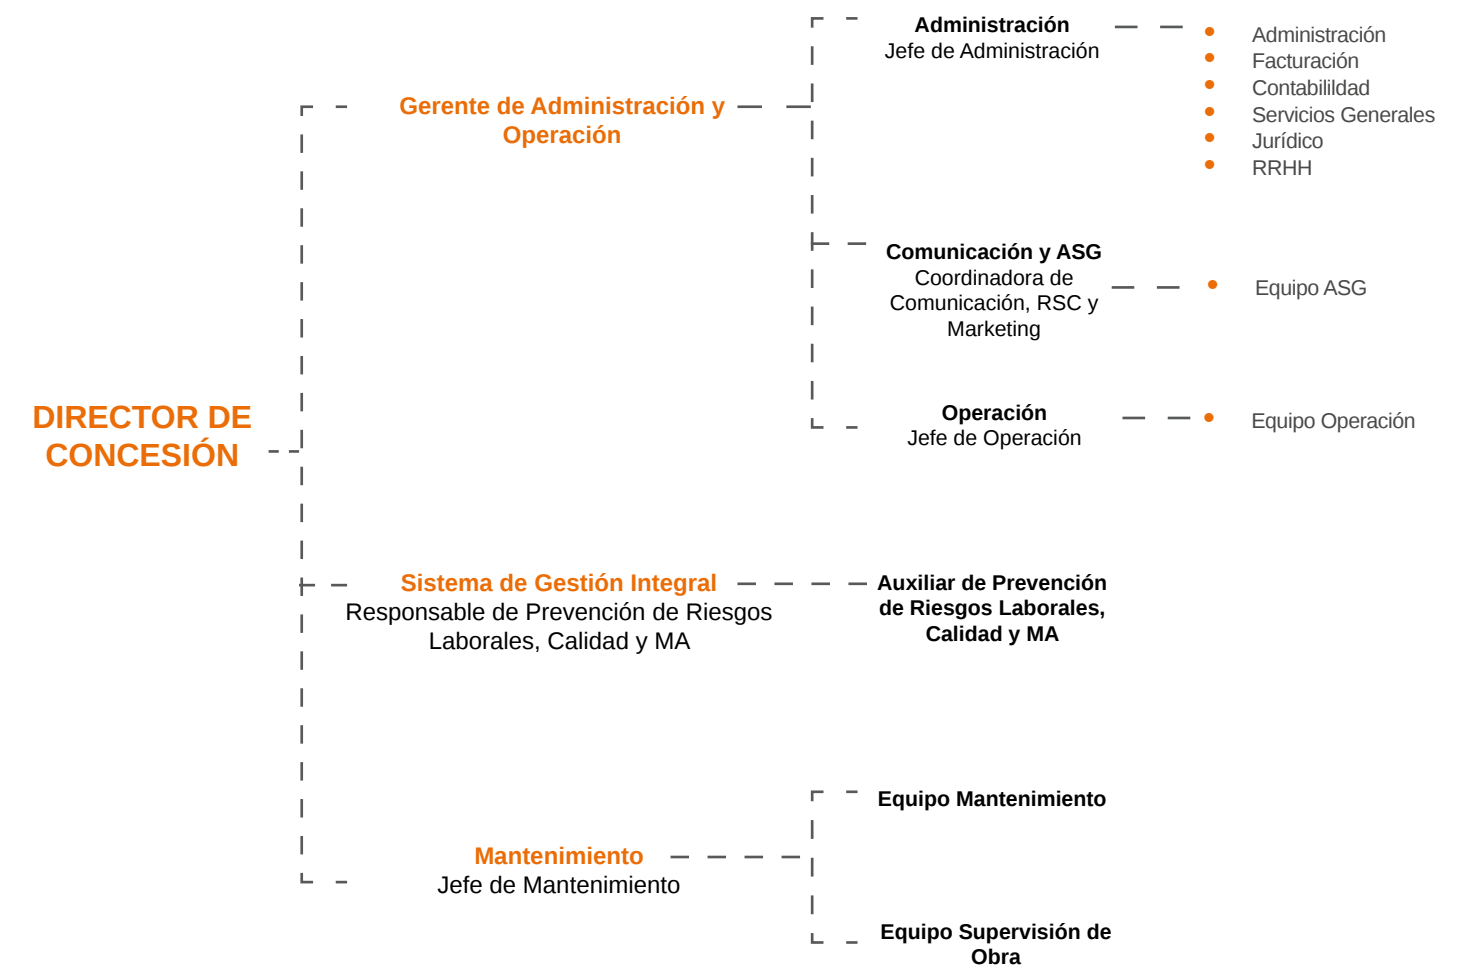 DIRECTOR DE
CONCESIÓN
Gerente de Administración y
Operación
Administración
Jefe de Administración
Administración
Facturación
Contabilildad
Servicios Generales
Jurídico
RRHH
Comunicación y ASG
Coordinadora de
Comunicación, RSC y
Marketing
Equipo ASG
Operación
Jefe de Operación
Equipo Operación
Sistema de Gestión Integral
Responsable de Prevención de Riesgos
Laborales, Calidad y MA
Auxiliar de Prevención
de Riesgos Laborales,
Calidad y MA
Mantenimiento
Jefe de Mantenimiento
Equipo Mantenimiento
Equipo Supervisión de
Obra